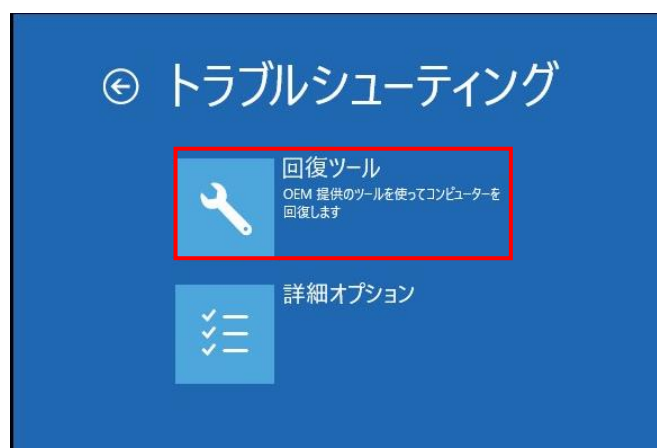 トラブルシューティング
回復ツール
OEM 提供のツールを使ってコンピューターを
回復します
詳細オプション